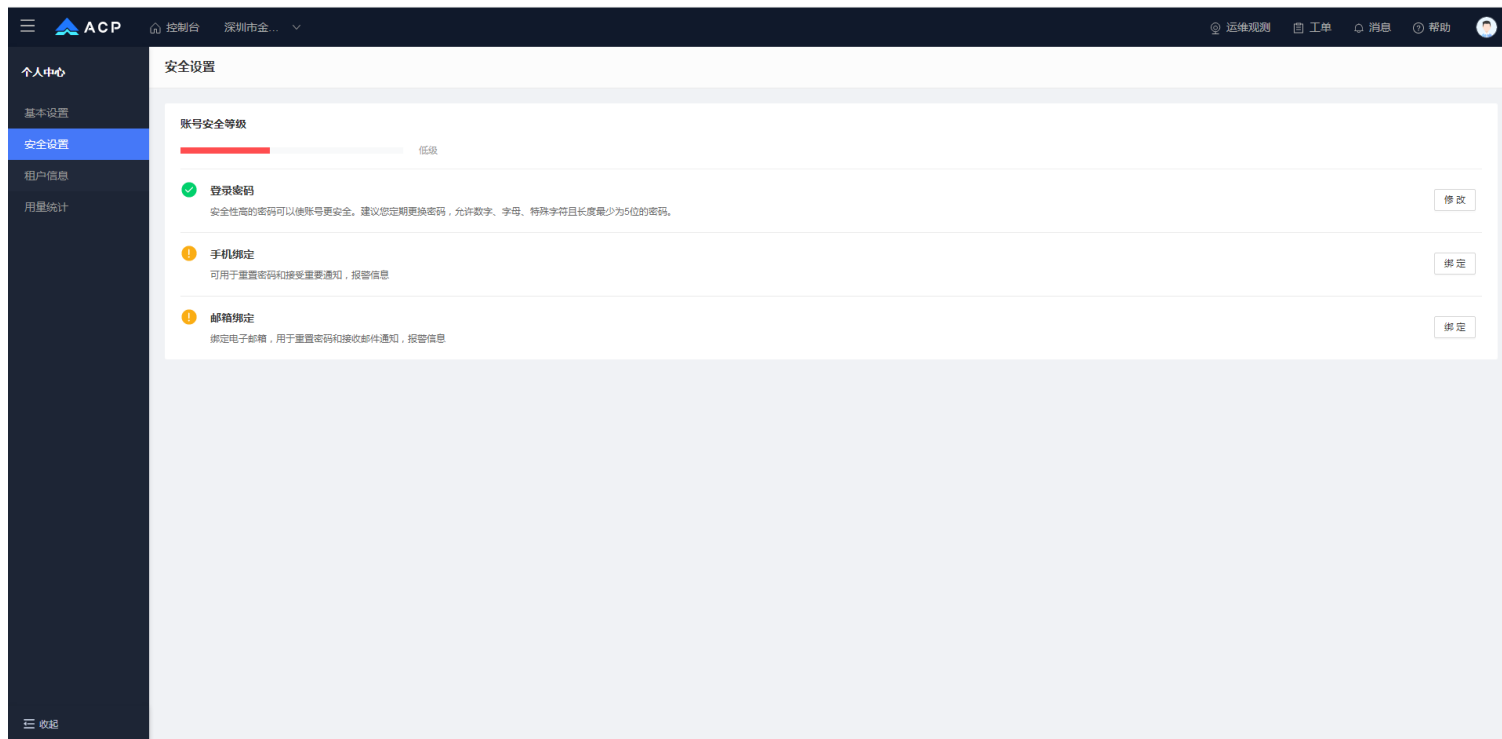 ACP 控制台 深圳市金... 运维观测 工单 消息 帮助
个人中心
基本设置
安全设置
租户信息
用量统计
收起
安全设置
账号安全等级
低级
登录密码
安全性高的密码可以使账号更安全。建议您定期更换密码，允许数字、字母、特殊字符且长度最少为5位的密码。
修 改
手机绑定
可用于重置密码和接受重要通知，报警信息
绑 定
邮箱绑定
绑定电子邮箱，用于重置密码和接收邮件通知，报警信息
绑 定